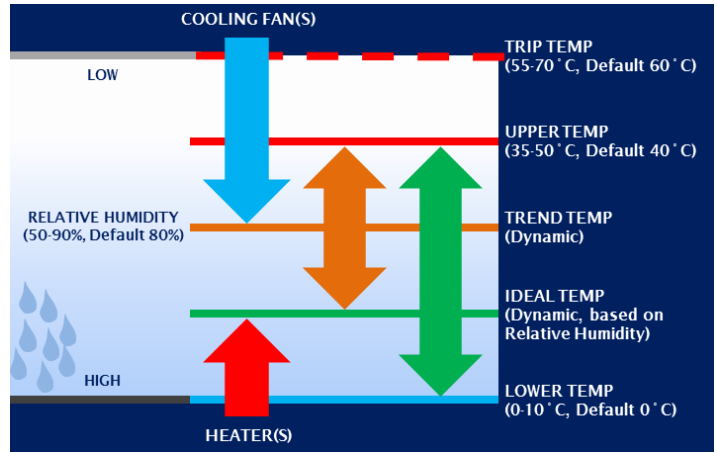 COOLING FAN(S)
TRIP TEMP
(55-70˚C, Default 60˚C)
LOW
UPPER TEMP
(35-50˚C, Default 40˚C)
RELATIVE HUMIDITY
(50-90%, Default 80%)
TREND TEMP
(Dynamic)
IDEAL TEMP
(Dynamic, based on
Relative Humidity)
HIGH
LOWER TEMP
(0-10˚C, Default 0˚C)
HEATER(S)